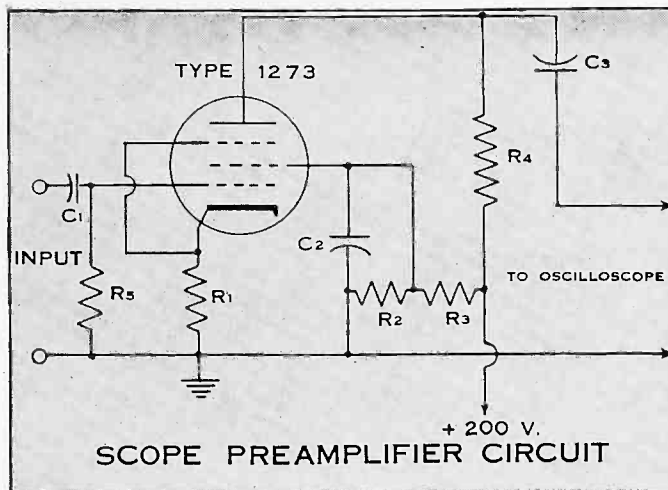 TYPE 1273
C3
R4
C1
C2
INPUT
R5
R1
R2
R3
TO OSCILLOSCOPE
+ 200 V.
SCOPE PREAMPLIFIER CIRCUIT